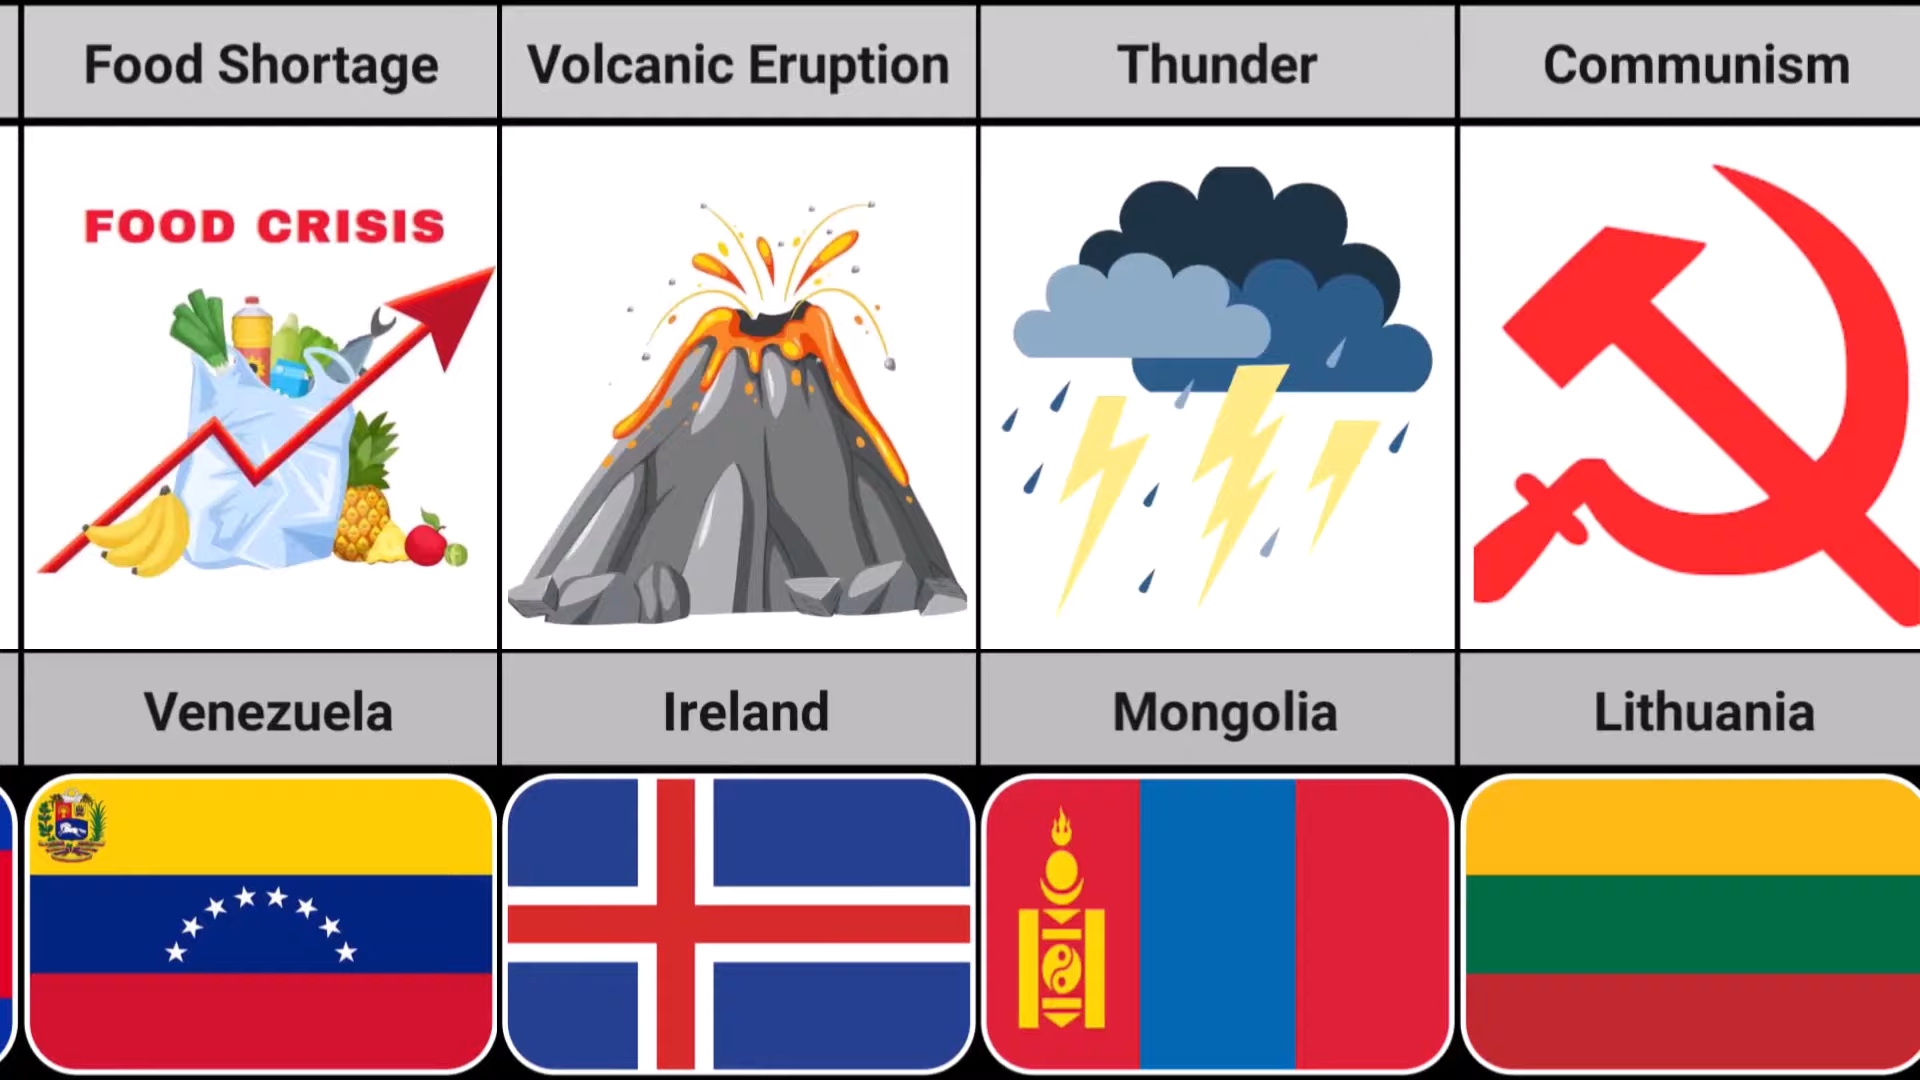 Food Shortage
Volcanic Eruption
Thunder
Communism
FOOD CRISIS
Venezuela
Ireland
Mongolia
Lithuania